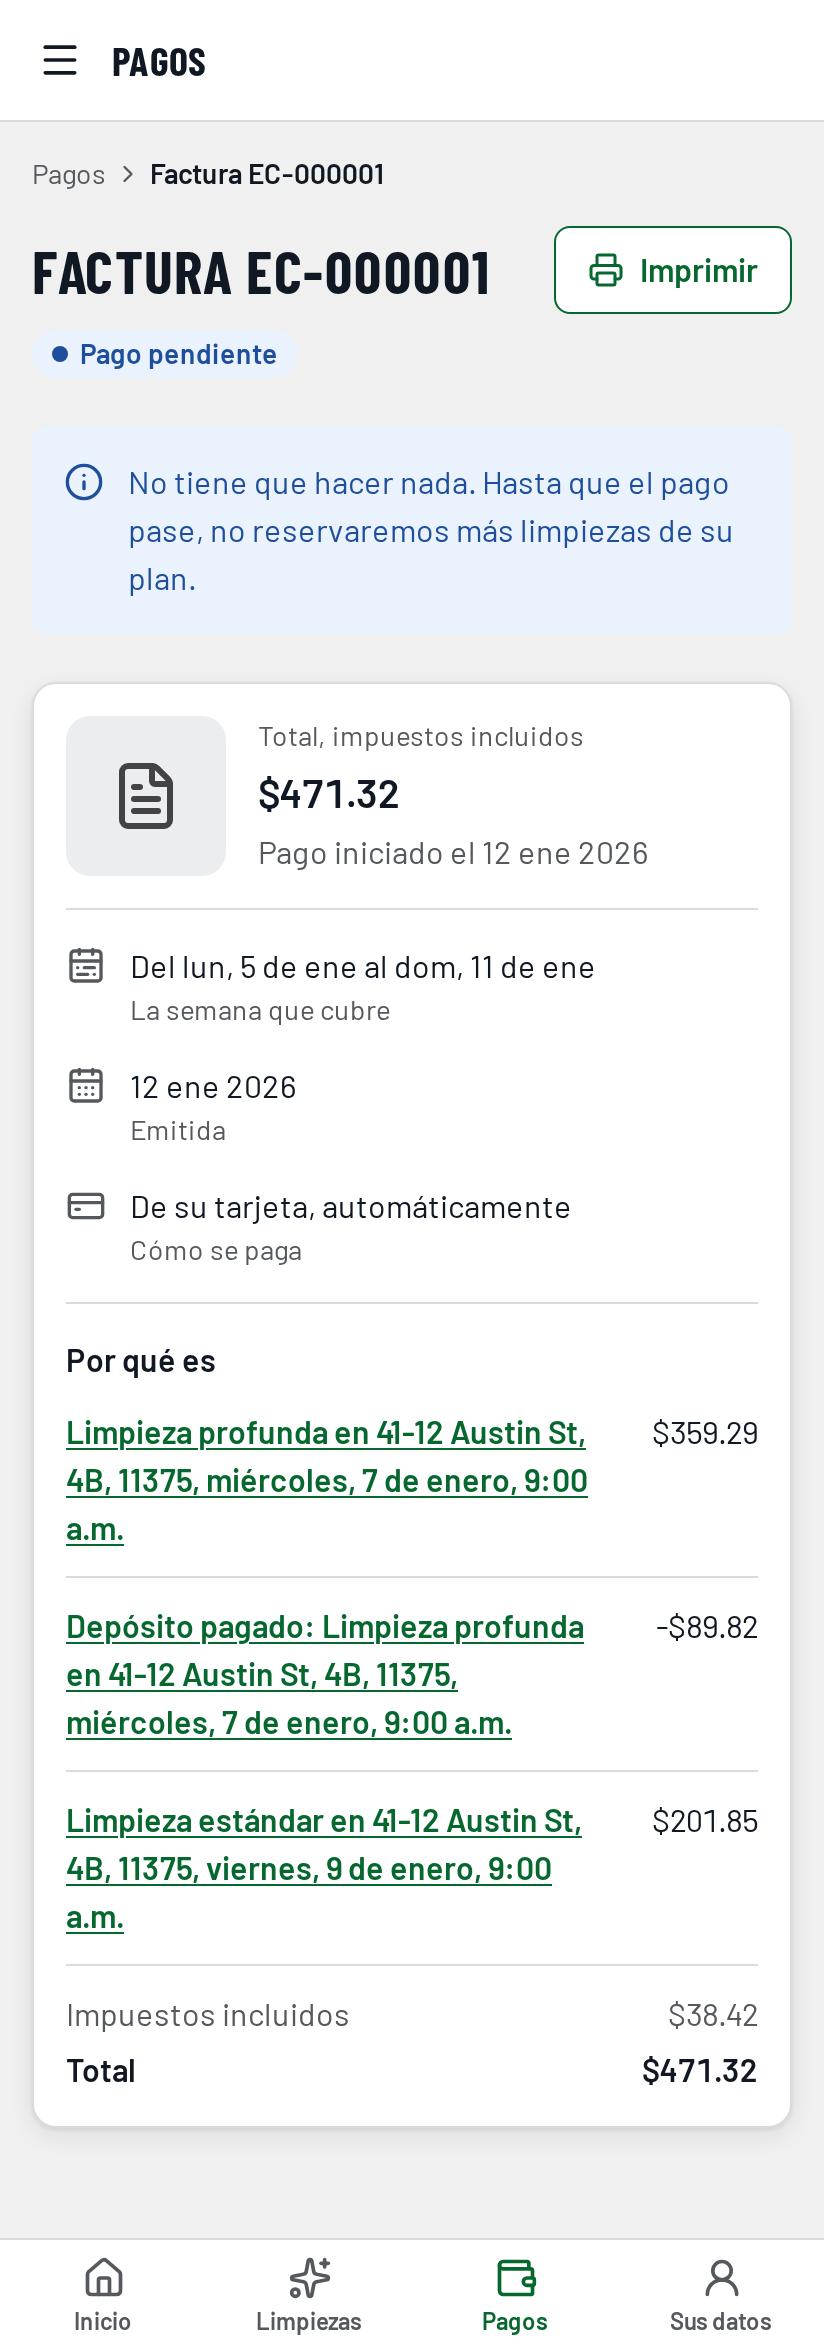 PAGOS
Pagos > Factura EC-000001
FACTURA EC-000001
Imprimir
Pago pendiente
No tiene que hacer nada. Hasta que el pago
pase, no reservaremos más limpiezas de su
plan.
Total, impuestos incluidos
$471.32
Pago iniciado el 12 ene 2026
Del lun, 5 de ene al dom, 11 de ene
La semana que cubre
12 ene 2026
Emitida
De su tarjeta, automáticamente
Cómo se paga
Por qué es
Limpieza profunda en 41-12 Austin St, $359.29
4B, 11375, miércoles, 7 de enero, 9:00
a.m.
Depósito pagado: Limpieza profunda -$89.82
en 41-12 Austin St, 4B, 11375,
miércoles, 7 de enero, 9:00 a.m.
Limpieza estándar en 41-12 Austin St, $201.85
4B, 11375, viernes, 9 de enero, 9:00
a.m.
Impuestos incluidos $38.42
Total $471.32
Inicio Limpiezas Pagos Sus datos